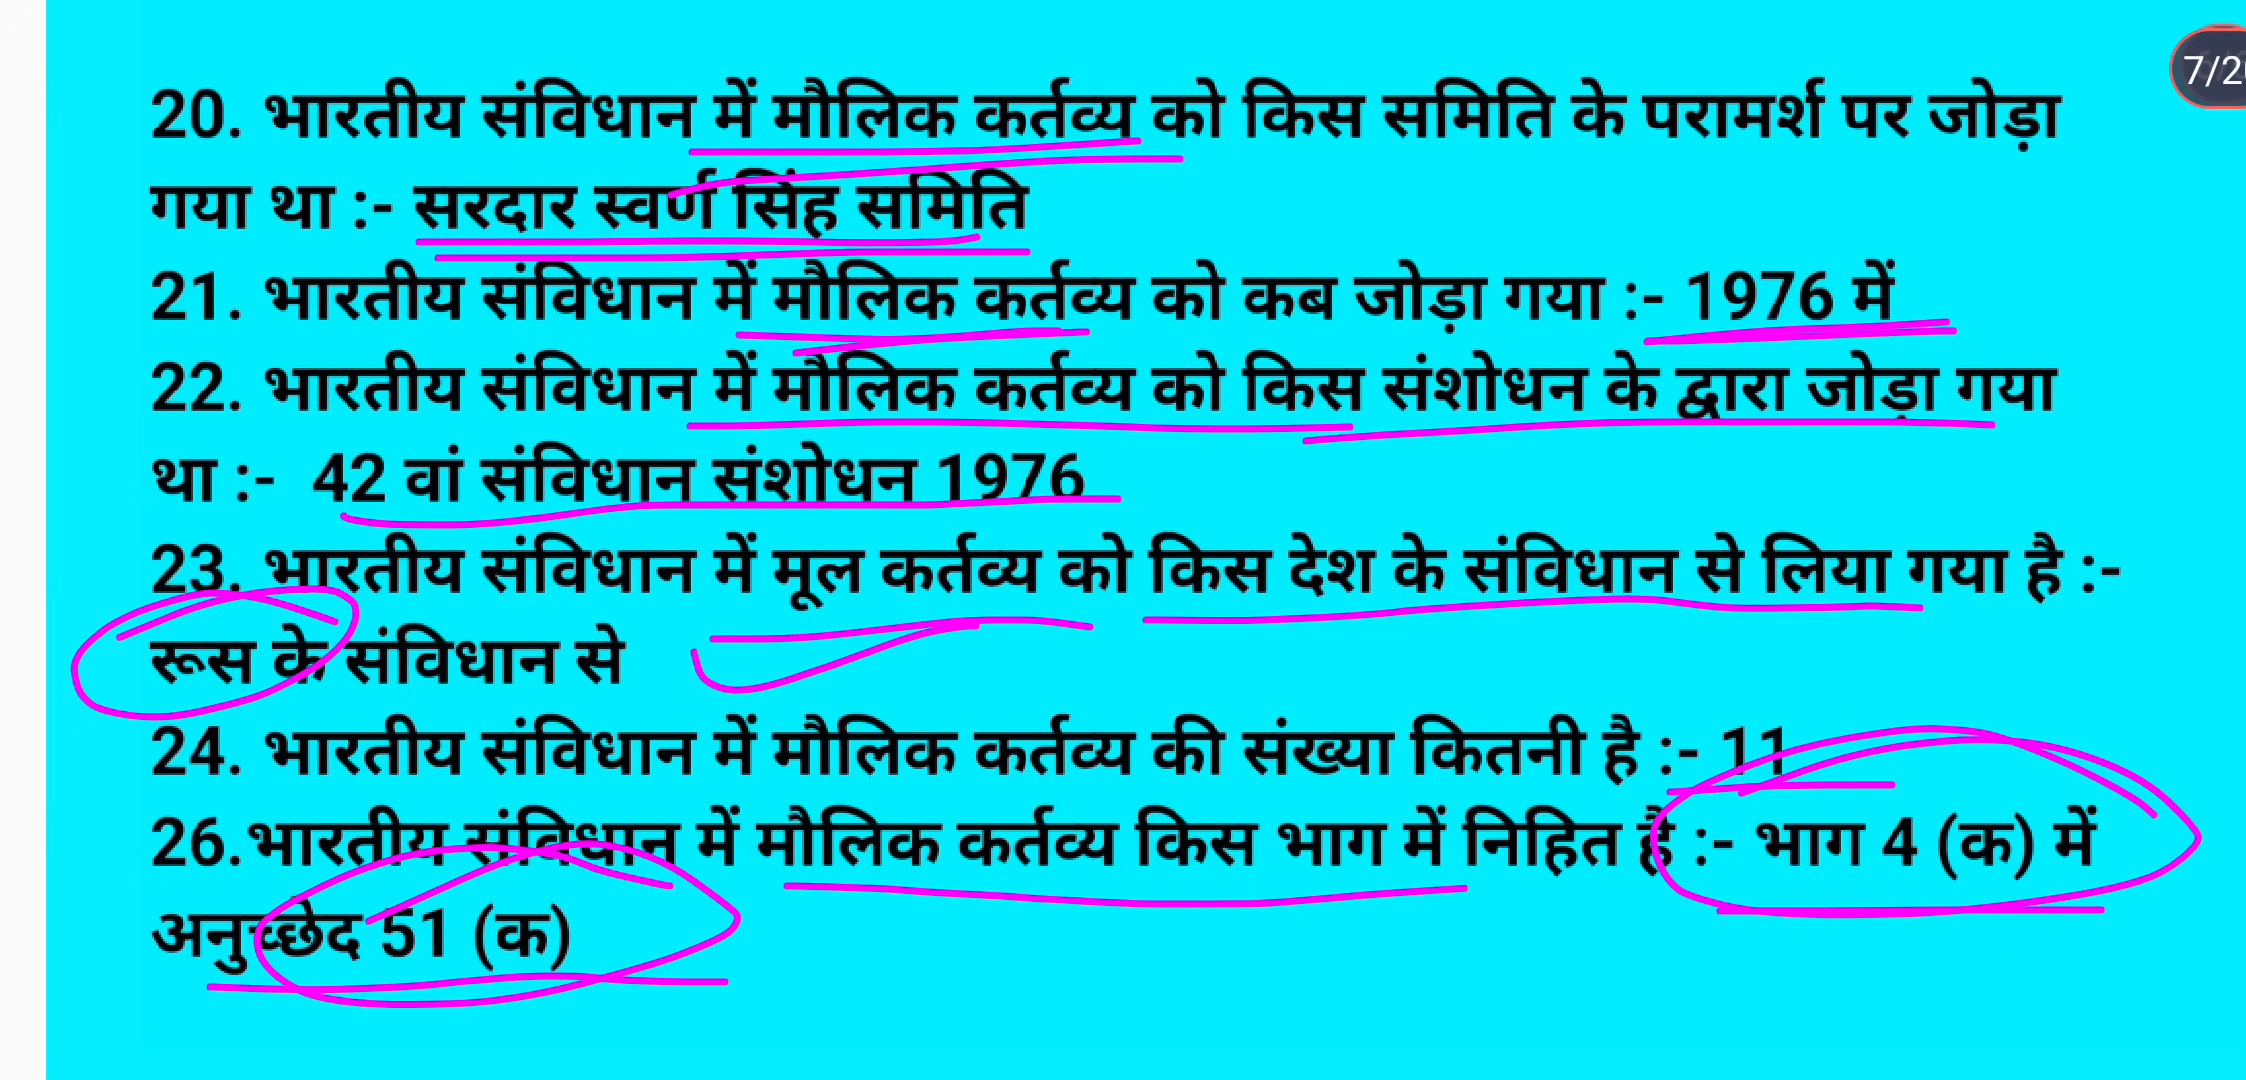 7/2
20. भारतीय संविधान में मौलिक कर्तव्य को किस समिति के परामर्श पर जोड़ा
गया था :- सरदार स्वर्ण सिंह समिति
21. भारतीय संविधान में मौलिक कर्तव्य को कब जोड़ा गया :- 1976 में
22. भारतीय संविधान में मौलिक कर्तव्य को किस संशोधन के द्वारा जोड़ा गया
था :- 42 वां संविधान संशोधन 1976
23. भारतीय संविधान में मूल कर्तव्य को किस देश के संविधान से लिया गया है :-
रूस के संविधान से
24. भारतीय संविधान में मौलिक कर्तव्य की संख्या कितनी है :- 11
26.भारतीय संविधान में मौलिक कर्तव्य किस भाग में निहित है :- भाग 4 (क) में
अनुच्छेद 51 (क)